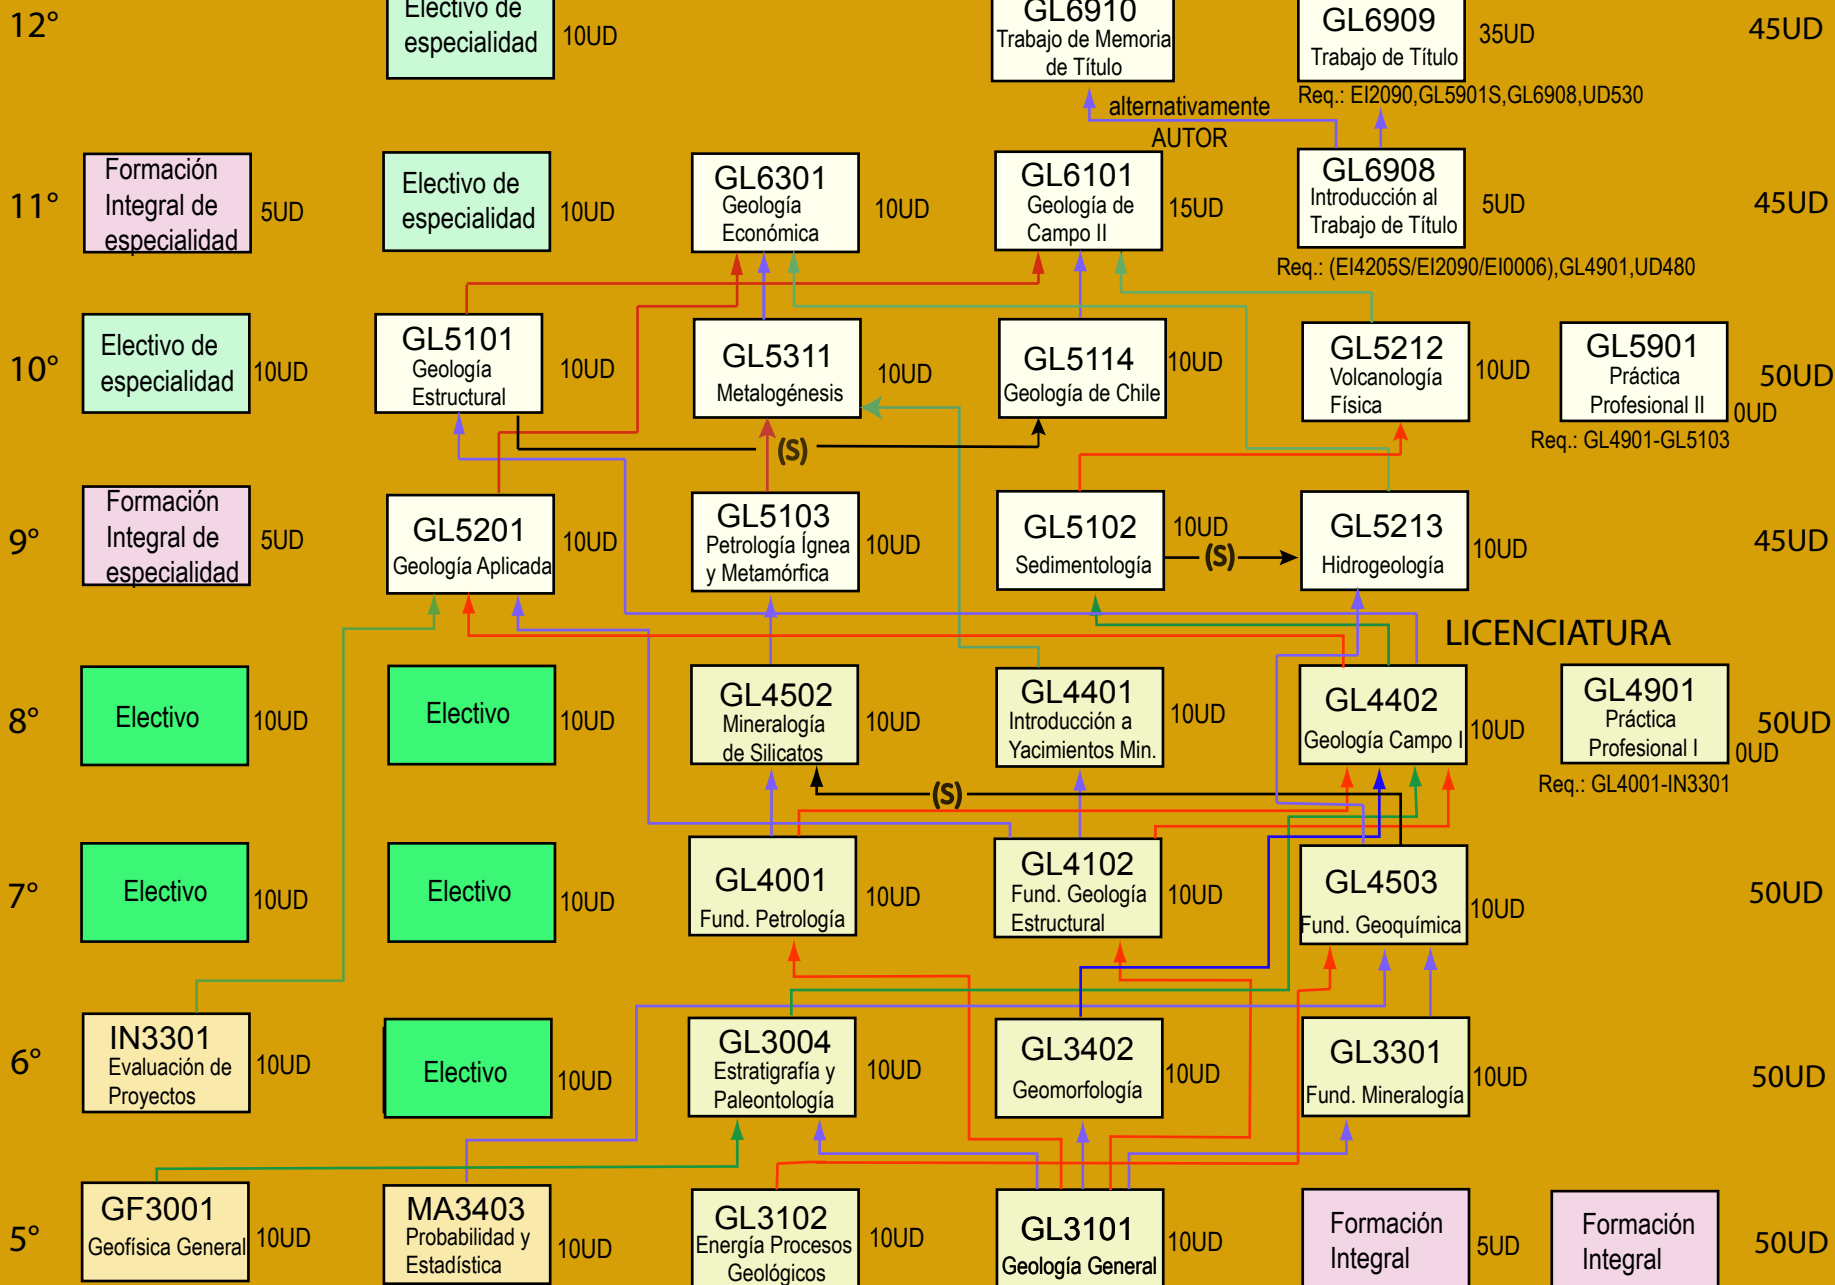 12°
Electivo de
especialidad
10UD
GL6910
Trabajo de Memoria
de Título
GL6909
Trabajo de Título
35UD
45UD
Req.: EI2090,GL5901S,GL6908,UD530
alternativamente
AUTOR
11°
Formación
Integral de
especialidad
5UD
Electivo de
especialidad
10UD
GL6301
Geología
Económica
10UD
GL6101
Geología de
Campo II
15UD
GL6908
Introducción al
Trabajo de Título
5UD
45UD
Req.: (EI4205S/EI2090/EI0006),GL4901,UD480
10°
Electivo de
especialidad
10UD
GL5101
Geología
Estructural
10UD
GL5311
Metalogénesis
10UD
GL5114
Geología de Chile
10UD
GL5212
Volcanología
Física
10UD
GL5901
Práctica
Profesional II
0UD
50UD
Req.: GL4901-GL5103
(S)
9°
Formación
Integral de
especialidad
5UD
GL5201
Geología Aplicada
10UD
GL5103
Petrología Ígnea
y Metamórfica
10UD
GL5102
Sedimentología
10UD
(S)
GL5213
Hidrogeología
10UD
45UD
LICENCIATURA
8°
Electivo
10UD
Electivo
10UD
GL4502
Mineralogía
de Silicatos
10UD
GL4401
Introducción a
Yacimientos Min.
10UD
GL4402
Geología Campo I
10UD
GL4901
Práctica
Profesional I
0UD
50UD
Req.: GL4001-IN3301
(S)
7°
Electivo
10UD
Electivo
10UD
GL4001
Fund. Petrología
10UD
GL4102
Fund. Geología
Estructural
10UD
GL4503
Fund. Geoquímica
10UD
50UD
6°
IN3301
Evaluación de
Proyectos
10UD
Electivo
10UD
GL3004
Estratigrafía y
Paleontología
10UD
GL3402
Geomorfología
10UD
GL3301
Fund. Mineralogía
10UD
50UD
5°
GF3001
Geofísica General
10UD
MA3403
Probabilidad y
Estadística
10UD
GL3102
Energía Procesos
Geológicos
10UD
GL3101
Geología General
10UD
Formación
Integral
5UD
Formación
Integral
50UD